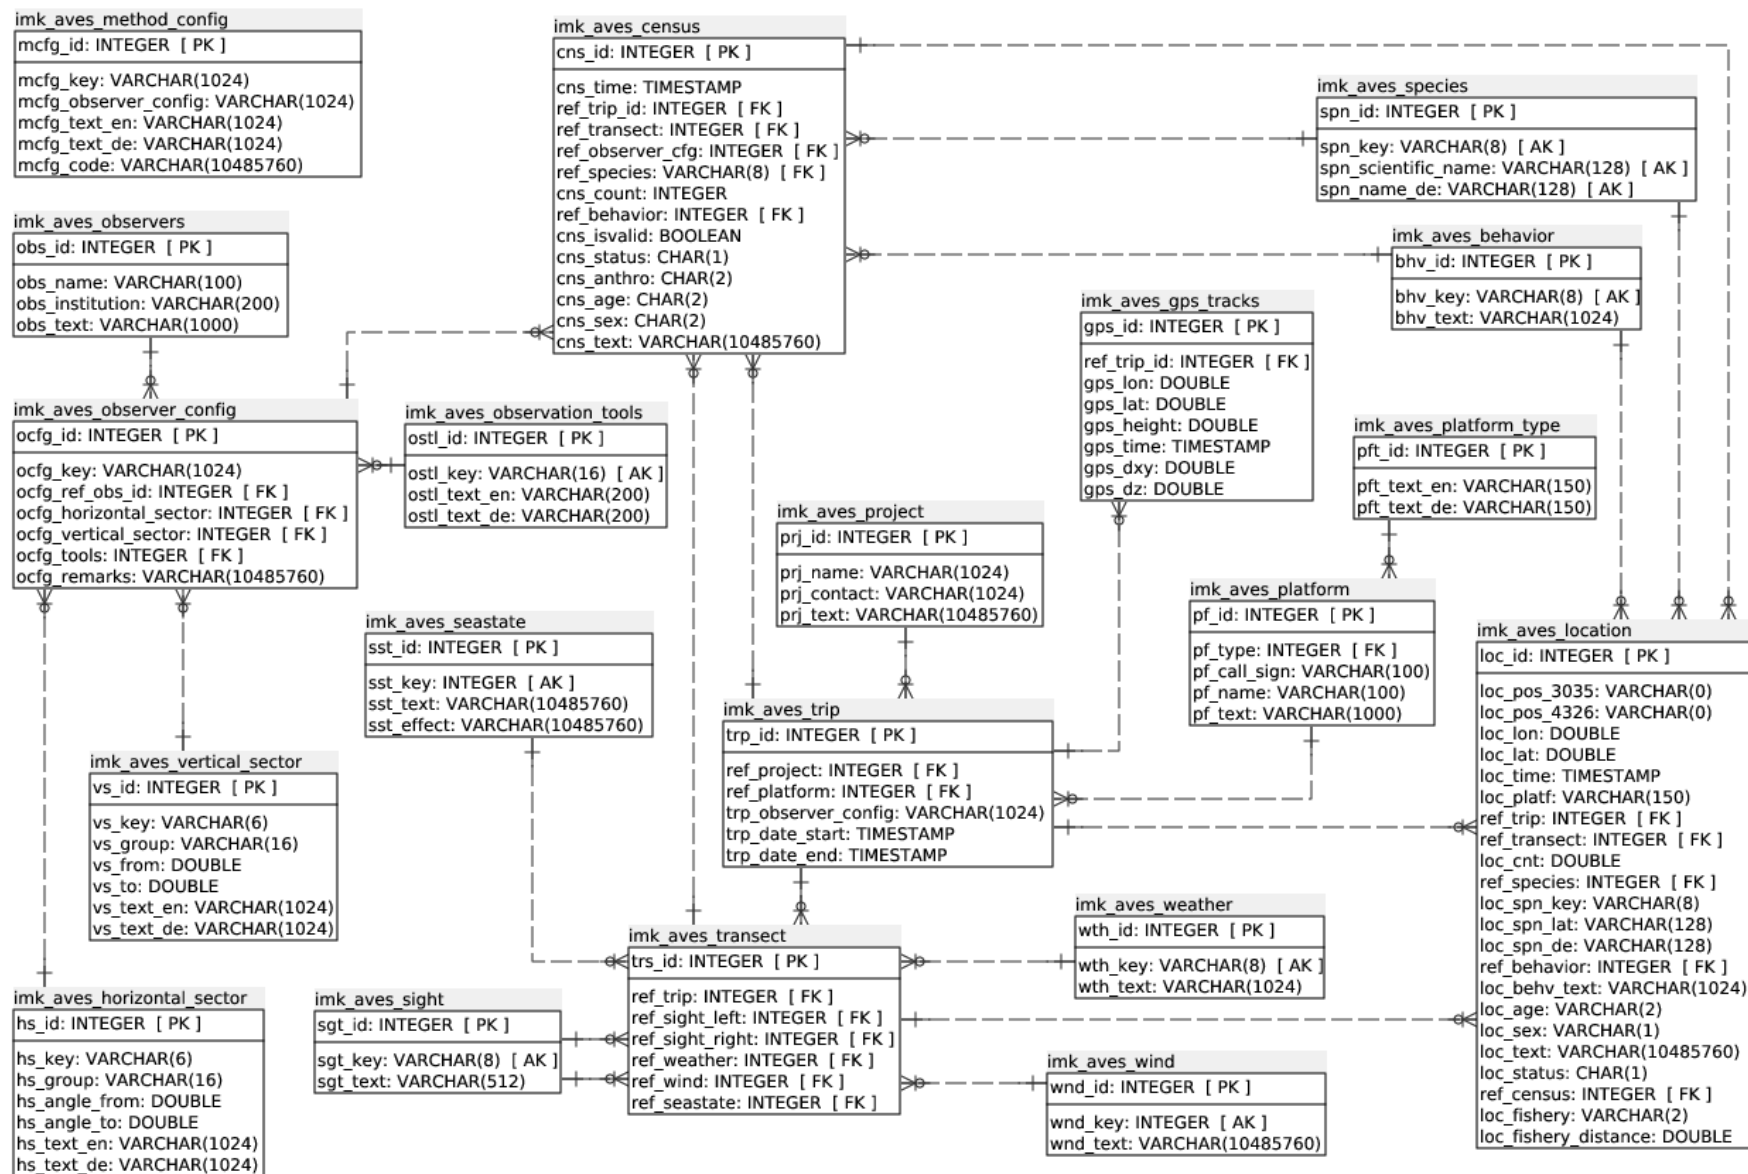 imk_aves_method_config
mcfg_id: INTEGER [ PK ]
mcfg_key: VARCHAR(1024)
mcfg_observer_config: VARCHAR(1024)
mcfg_text_en: VARCHAR(1024)
mcfg_text_de: VARCHAR(1024)
mcfg_code: VARCHAR(10485760)
imk_aves_census
cns_id: INTEGER [ PK ]
cns_time: TIMESTAMP
ref_trip_id: INTEGER [ FK ]
ref_transect: INTEGER [ FK ]
ref_observer_cfg: INTEGER [ FK ]
ref_species: VARCHAR(8) [ FK ]
cns_count: INTEGER
ref_behavior: INTEGER [ FK ]
cns_isvalid: BOOLEAN
cns_status: CHAR(1)
cns_anthro: CHAR(2)
cns_age: CHAR(2)
cns_sex: CHAR(2)
cns_text: VARCHAR(10485760)
imk_aves_species
spn_id: INTEGER [ PK ]
spn_key: VARCHAR(8) [ AK ]
spn_scientific_name: VARCHAR(128) [ AK ]
spn_name_de: VARCHAR(128) [ AK ]
imk_aves_observers
obs_id: INTEGER [ PK ]
obs_name: VARCHAR(100)
obs_institution: VARCHAR(200)
obs_text: VARCHAR(1000)
imk_aves_behavior
bhv_id: INTEGER [ PK ]
bhv_key: VARCHAR(8) [ AK ]
bhv_text: VARCHAR(1024)
imk_aves_gps_tracks
gps_id: INTEGER [ PK ]
ref_trip_id: INTEGER [ FK ]
gps_lon: DOUBLE
gps_lat: DOUBLE
gps_height: DOUBLE
gps_time: TIMESTAMP
gps_dxy: DOUBLE
gps_dz: DOUBLE
imk_aves_observer_config
ocfg_id: INTEGER [ PK ]
ocfg_key: VARCHAR(1024)
ocfg_ref_obs_id: INTEGER [ FK ]
ocfg_horizontal_sector: INTEGER [ FK ]
ocfg_vertical_sector: INTEGER [ FK ]
ocfg_tools: INTEGER [ FK ]
ocfg_remarks: VARCHAR(10485760)
imk_aves_observation_tools
ostl_id: INTEGER [ PK ]
ostl_key: VARCHAR(16) [ AK ]
ostl_text_en: VARCHAR(200)
ostl_text_de: VARCHAR(200)
imk_aves_platform_type
pft_id: INTEGER [ PK ]
pft_text_en: VARCHAR(150)
pft_text_de: VARCHAR(150)
imk_aves_project
prj_id: INTEGER [ PK ]
prj_name: VARCHAR(1024)
prj_contact: VARCHAR(1024)
prj_text: VARCHAR(10485760)
imk_aves_platform
pf_id: INTEGER [ PK ]
pf_type: INTEGER [ FK ]
pf_call_sign: VARCHAR(100)
pf_name: VARCHAR(100)
pf_text: VARCHAR(1000)
imk_aves_seastate
sst_id: INTEGER [ PK ]
sst_key: INTEGER [ AK ]
sst_text: VARCHAR(10485760)
sst_effect: VARCHAR(10485760)
imk_aves_location
loc_id: INTEGER [ PK ]
loc_pos_3035: VARCHAR(0)
loc_pos_4326: VARCHAR(0)
loc_lon: DOUBLE
loc_lat: DOUBLE
loc_time: TIMESTAMP
loc_platf: VARCHAR(150)
ref_trip: INTEGER [ FK ]
ref_transect: INTEGER [ FK ]
loc_cnt: DOUBLE
ref_species: INTEGER [ FK ]
loc_spn_key: VARCHAR(8)
loc_spn_lat: VARCHAR(128)
loc_spn_de: VARCHAR(128)
ref_behavior: INTEGER [ FK ]
loc_behv_text: VARCHAR(1024)
loc_age: VARCHAR(2)
loc_sex: VARCHAR(1)
loc_text: VARCHAR(10485760)
loc_status: CHAR(1)
ref_census: INTEGER [ FK ]
loc_fishery: VARCHAR(2)
loc_fishery_distance: DOUBLE
imk_aves_trip
trp_id: INTEGER [ PK ]
ref_project: INTEGER [ FK ]
ref_platform: INTEGER [ FK ]
trp_observer_config: VARCHAR(1024)
trp_date_start: TIMESTAMP
trp_date_end: TIMESTAMP
imk_aves_vertical_sector
vs_id: INTEGER [ PK ]
vs_key: VARCHAR(6)
vs_group: VARCHAR(16)
vs_from: DOUBLE
vs_to: DOUBLE
vs_text_en: VARCHAR(1024)
vs_text_de: VARCHAR(1024)
imk_aves_weather
wth_id: INTEGER [ PK ]
wth_key: VARCHAR(8) [ AK ]
wth_text: VARCHAR(1024)
imk_aves_transect
trs_id: INTEGER [ PK ]
ref_trip: INTEGER [ FK ]
ref_sight_left: INTEGER [ FK ]
ref_sight_right: INTEGER [ FK ]
ref_weather: INTEGER [ FK ]
ref_wind: INTEGER [ FK ]
ref_seastate: INTEGER [ FK ]
imk_aves_horizontal_sector
hs_id: INTEGER [ PK ]
hs_key: VARCHAR(6)
hs_group: VARCHAR(16)
hs_angle_from: DOUBLE
hs_angle_to: DOUBLE
hs_text_en: VARCHAR(1024)
hs_text_de: VARCHAR(1024)
imk_aves_sight
sgt_id: INTEGER [ PK ]
sgt_key: VARCHAR(8) [ AK ]
sgt_text: VARCHAR(512)
imk_aves_wind
wnd_id: INTEGER [ PK ]
wnd_key: INTEGER [ AK ]
wnd_text: VARCHAR(10485760)